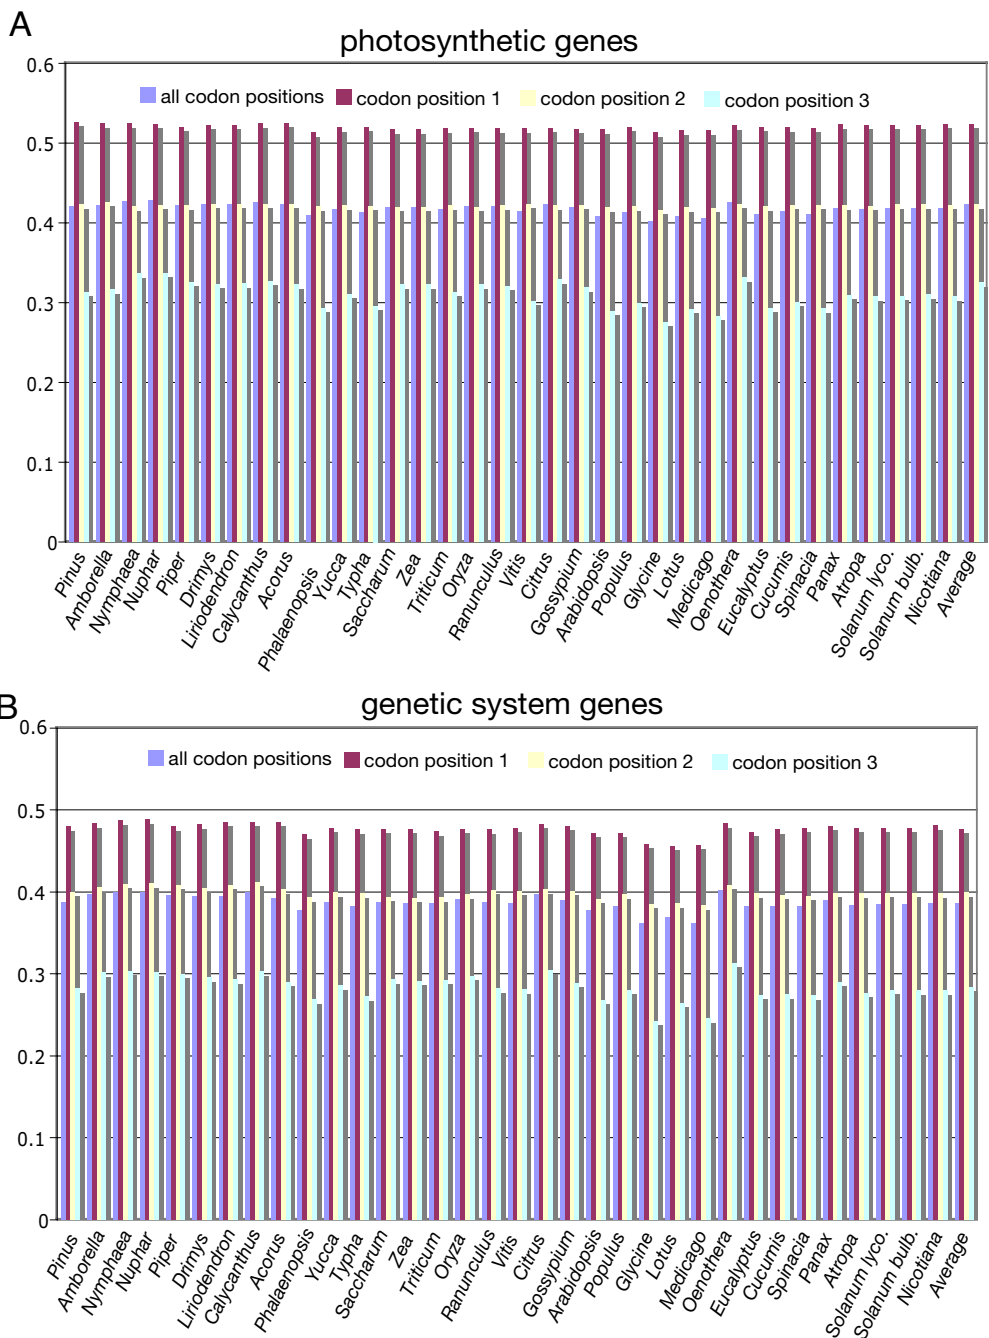 A
photosynthetic genes
0.6
all codon positions codon position 1 codon position 2 codon position 3
0.5
0.4
0.3
0.2
0.1
0
Pinus
Amborella
Nymphaea
Nuphar
Piper
Drimys
Liriodendron
Calycanthus
Acorus
Phalaenopsis
Yucca
Typha
Saccharum
Zea
Triticum
Oryza
Ranunculus
Vitis
Citrus
Gossypium
Arabidopsis
Populus
Glycine
Lotus
Medicago
Oenothera
Eucalyptus
Cucumis
Spinacia
Panax
Atropa
Solanum lyco.
Solanum bulb.
Nicotiana
Average
B
genetic system genes
0.6
all codon positions codon position 1 codon position 2 codon position 3
0.5
0.4
0.3
0.2
0.1
0
Pinus
Amborella
Nymphaea
Nuphar
Piper
Drimys
Liriodendron
Calycanthus
Acorus
Phalaenopsis
Yucca
Typha
Saccharum
Zea
Triticum
Oryza
Ranunculus
Vitis
Citrus
Gossypium
Arabidopsis
Populus
Glycine
Lotus
Medicago
Oenothera
Eucalyptus
Cucumis
Spinacia
Panax
Atropa
Solanum lyco.
Solanum bulb.
Nicotiana
Average